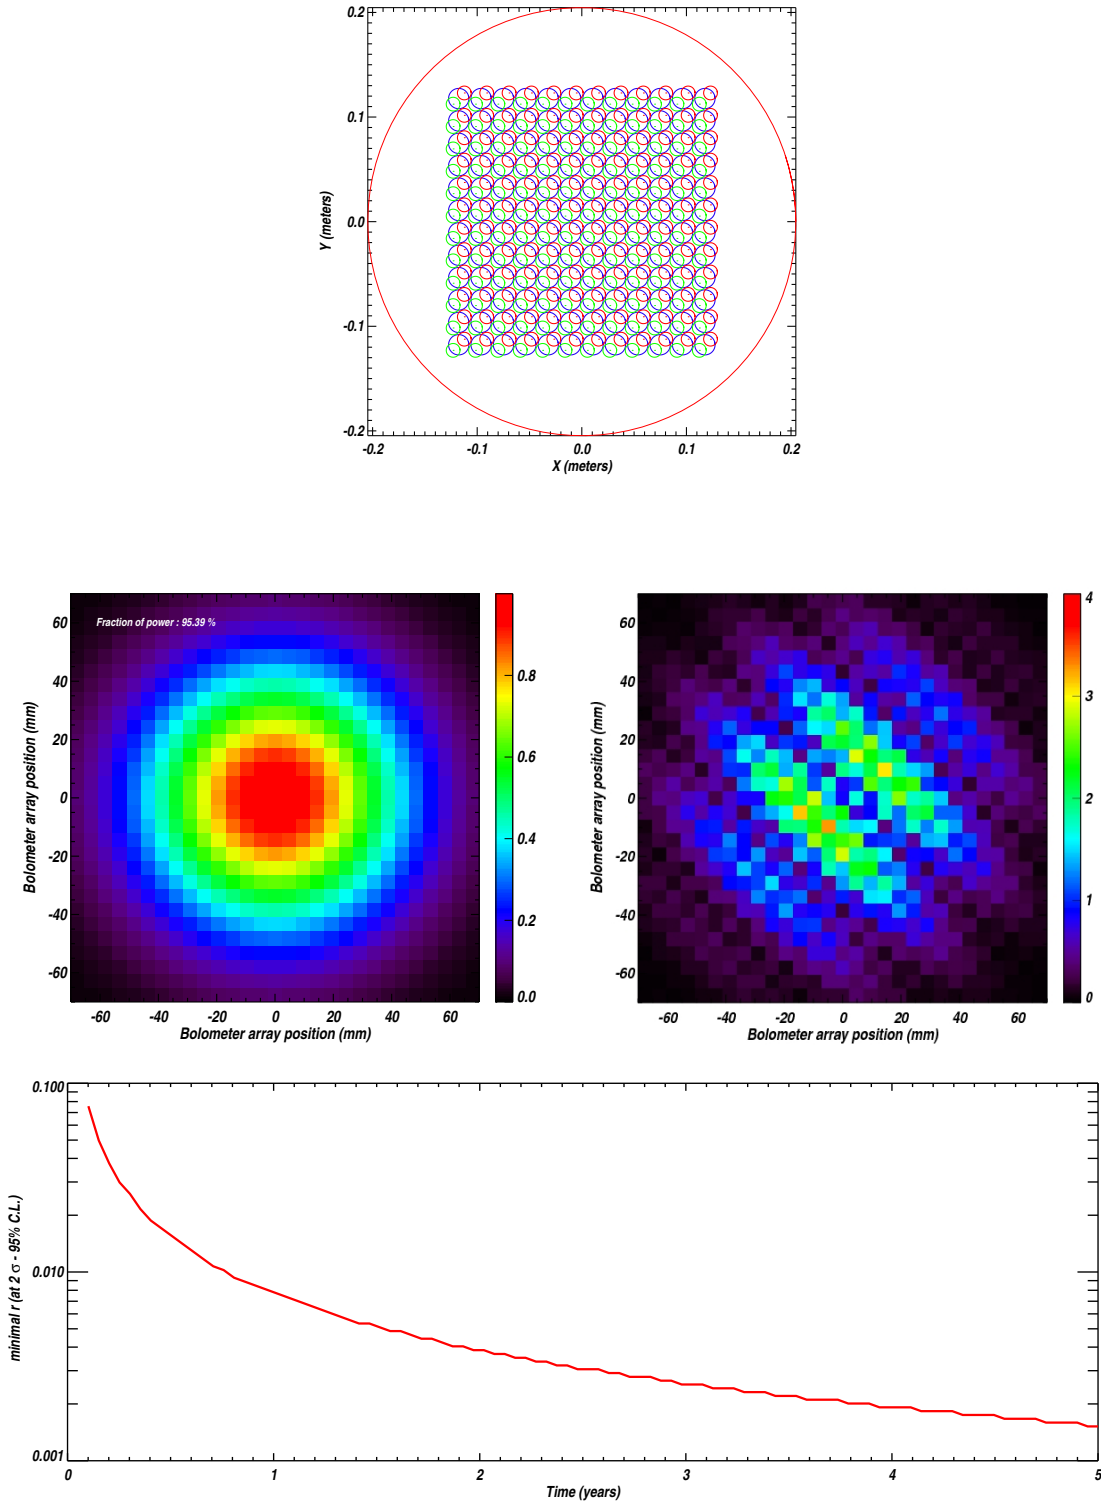 0.2
0.1
0.0
-0.1
-0.2
Y (meters)
-0.2 -0.1 0.0 0.1 0.2
X (meters)
Fraction of power : 95.39 %
60
40
20
0
-20
-40
-60
Bolometer array position (mm)
-60 -40 -20 0 20 40 60
Bolometer array position (mm)
0.8
0.6
0.4
0.2
0.0
60
40
20
0
-20
-40
-60
Bolometer array position (mm)
-60 -40 -20 0 20 40 60
Bolometer array position (mm)
4
3
2
1
0
0.100
0.010
0.001
minimal r (at 2 σ - 95% C.L.)
0 1 2 3 4 5
Time (years)